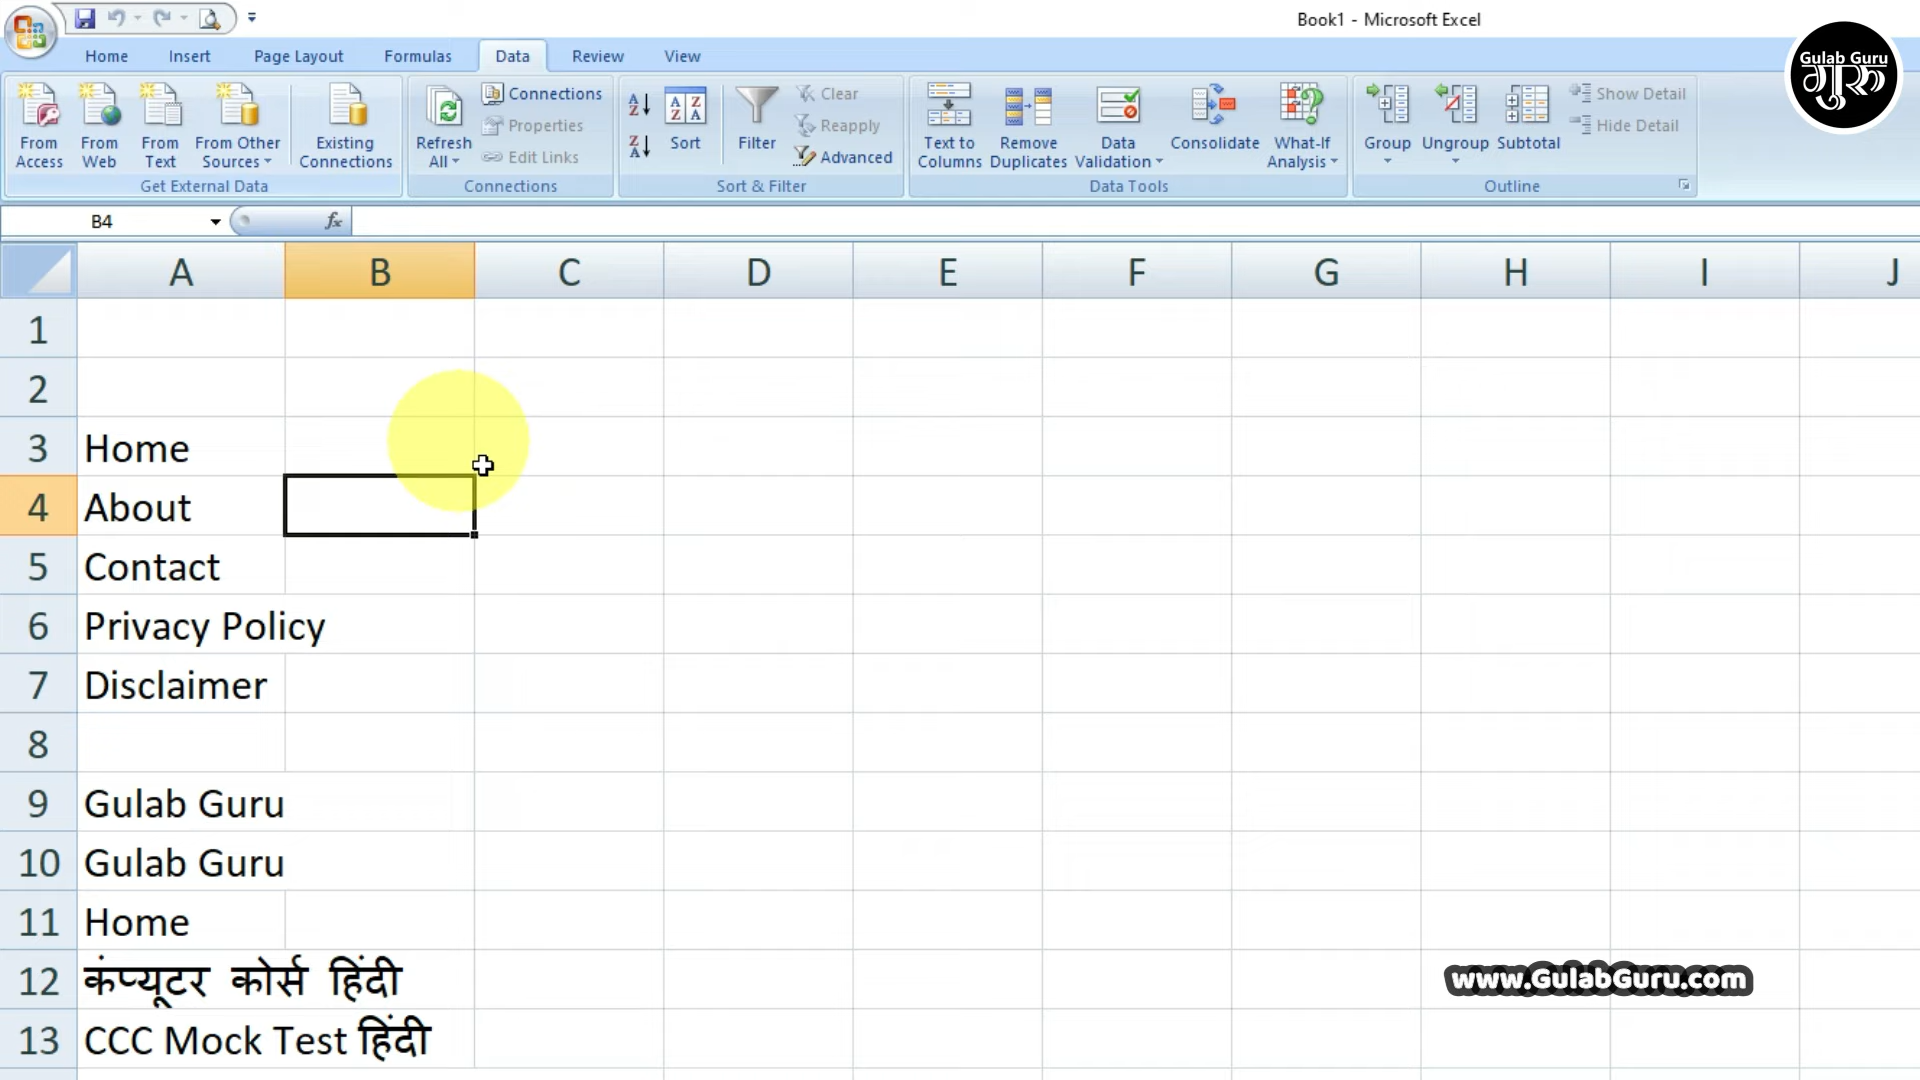 Book1 - Microsoft Excel
Home Insert Page Layout Formulas Data Review View
Gulab Guru
गुरु
From Access
From Web
From Text
From Other Sources
Existing Connections
Get External Data
Refresh All
Connections
Properties
Edit Links
Connections
A Z
Z A
A Z
Z A
Sort
Filter
Clear
Reapply
Advanced
Sort & Filter
Text to Columns
Remove Duplicates
Data Validation
Consolidate
What-If Analysis
Data Tools
Group
Ungroup
Subtotal
Show Detail
Hide Detail
Outline
B4
fx
A B C D E F G H I J
1
2
3 Home
4 About
5 Contact
6 Privacy Policy
7 Disclaimer
8
9 Gulab Guru
10 Gulab Guru
11 Home
12 कंप्यूटर कोर्स हिंदी
13 CCC Mock Test हिंदी
www.GulabGuru.com